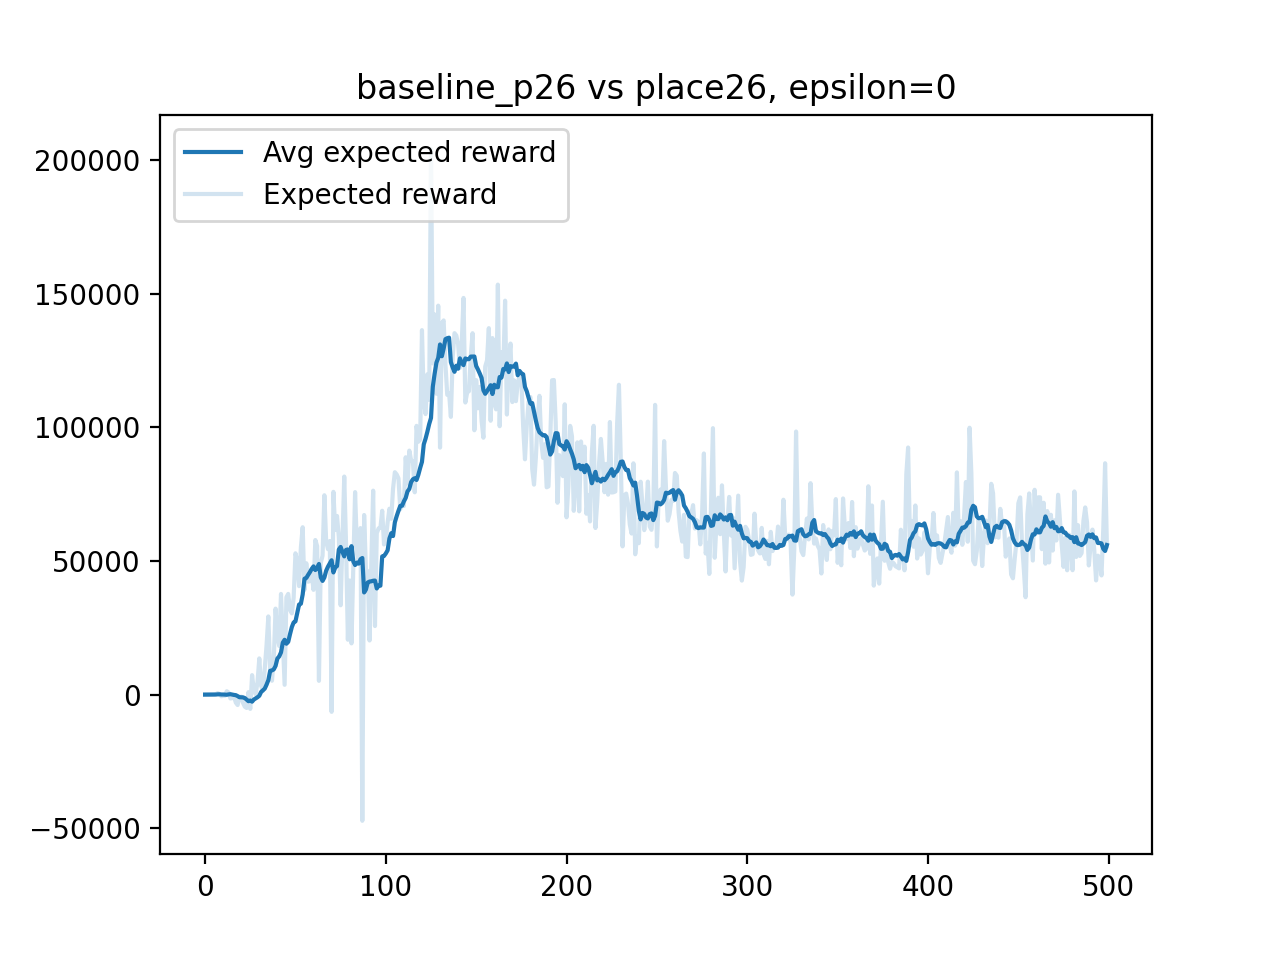 baseline_p26 vs place26, epsilon=0
Avg expected reward
Expected reward
200000
150000
100000
50000
0
−50000
0 100 200 300 400 500